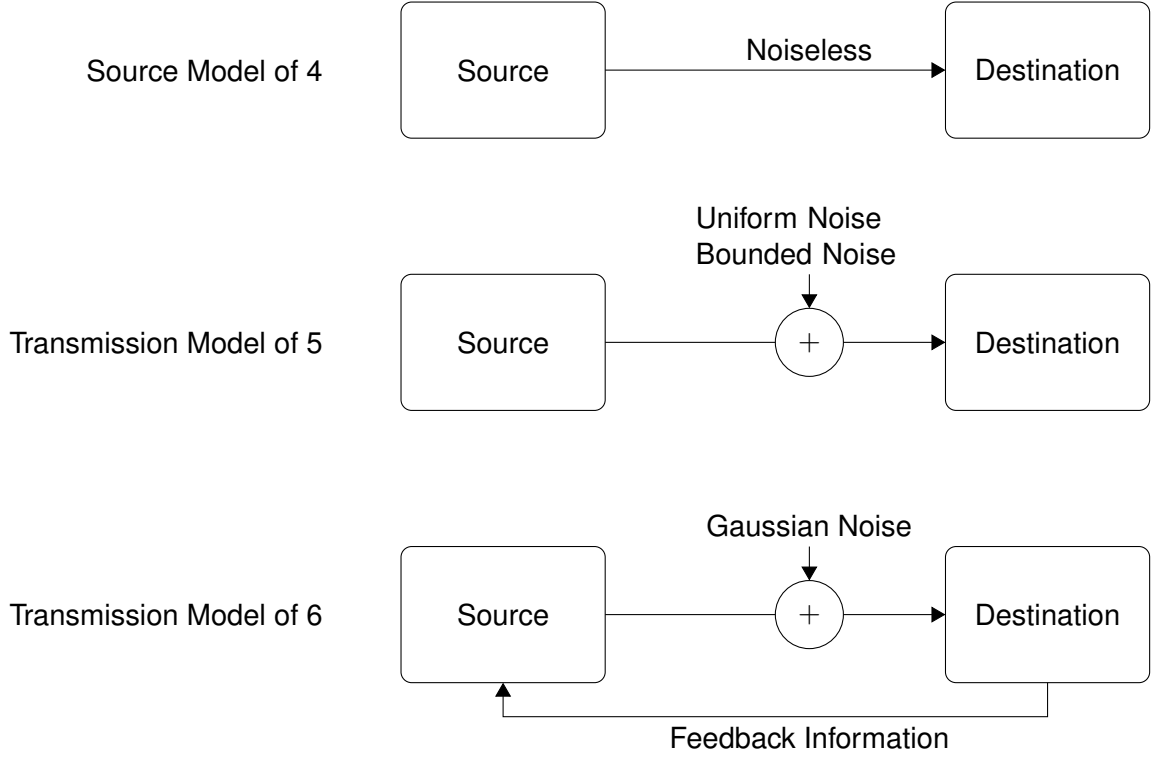 Source Model of 4
Source
Noiseless
Destination
Uniform Noise
Bounded Noise
Transmission Model of 5
Source
+
Destination
Gaussian Noise
Transmission Model of 6
Source
+
Destination
Feedback Information